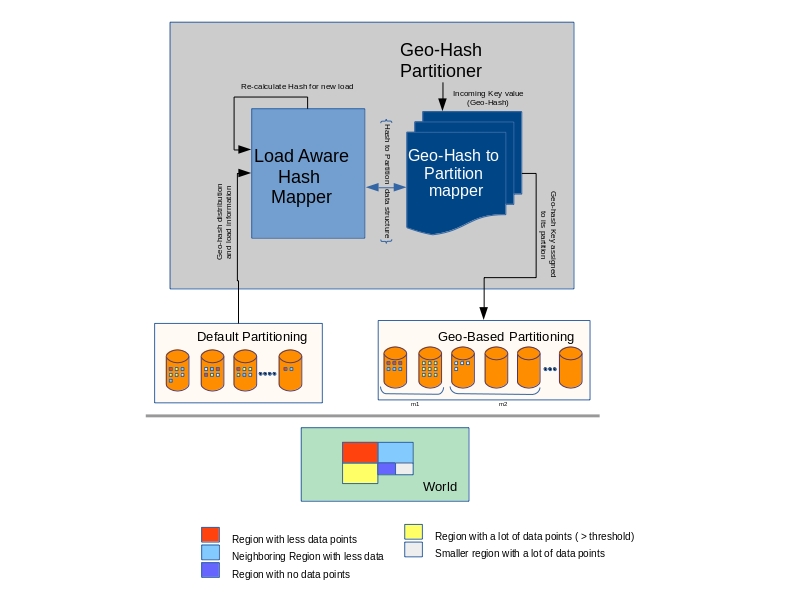 Geo-Hash
Partitioner
Re-calculate Hash for new load
Incoming Key value
(Geo-Hash)
Load Aware
Hash
Mapper
{Hash to Partition data structure}
Geo-Hash to
Partition
mapper
Geo-hash distribution
and load information
Geo-hash Key assigned
to its partition
Default Partitioning
Geo-Based Partitioning
m1
m2
World
Region with less data points
Neighboring Region with less data
Region with no data points
Region with a lot of data points ( > threshold)
Smaller region with a lot of data points